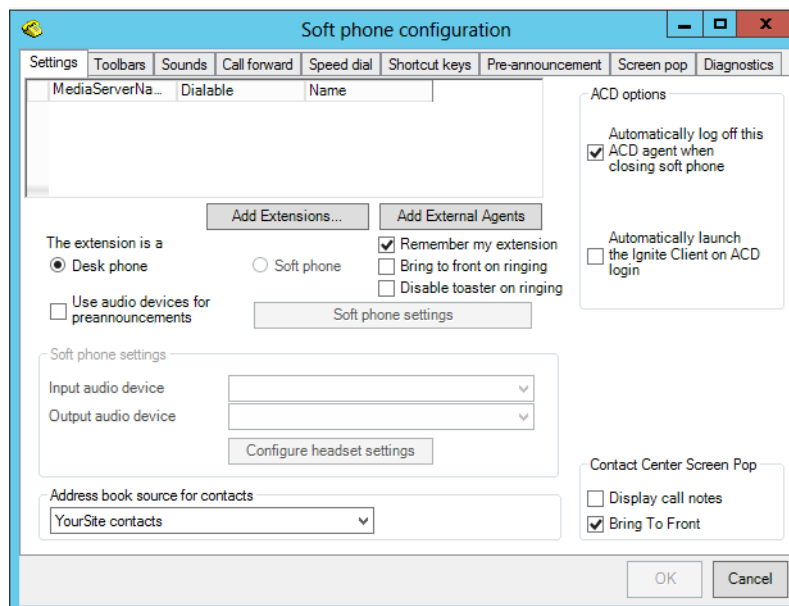 Soft phone configuration
Settings Toolbars Sounds Call forward Speed dial Shortcut keys Pre-announcement Screen pop Diagnostics
MediaServerNa... Dialable Name
ACD options
Automatically log off this
ACD agent when
closing soft phone
Add Extensions... Add External Agents
The extension is a
Remember my extension
Automatically launch
the Ignite Client on ACD
login
Desk phone Soft phone
Bring to front on ringing
Disable toaster on ringing
Use audio devices for
preannouncements
Soft phone settings
Soft phone settings
Input audio device
Output audio device
Configure headset settings
Contact Center Screen Pop
Address book source for contacts
Display call notes
YourSite contacts
Bring To Front
OK Cancel